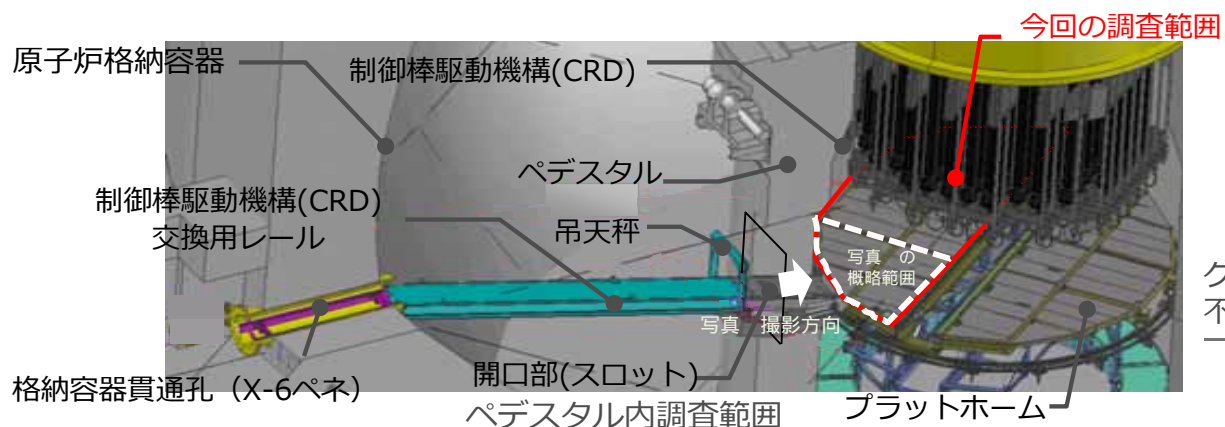 今回の調査範囲
原子炉格納容器
制御棒駆動機構(CRD)
ペデスタル
制御棒駆動機構(CRD)
交換用レール
吊天秤
写真 の
概略範囲
ク
不
写真 撮影方向
格納容器貫通孔（X-6ペネ）
開口部(スロット)
プラットホーム
ペデスタル内調査範囲